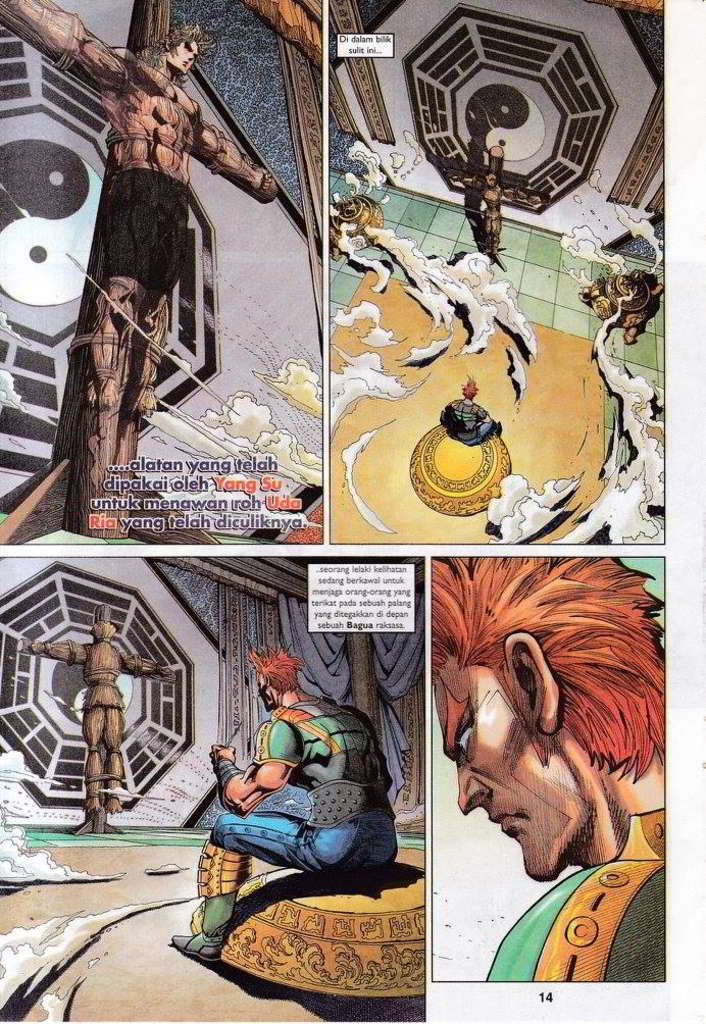 Di dalam bilik
sulit ini...
....alatan yang telah
dipakai oleh Yang Su
untuk menawan roh Uda
Ria yang telah diculiknya.
..seorang lelaki kelihatan
sedang berkawal untuk
menjaga orang-orang yang
terikat pada sebuah palang
yang ditegakkan di depan
sebuah Bagua raksasa.
14